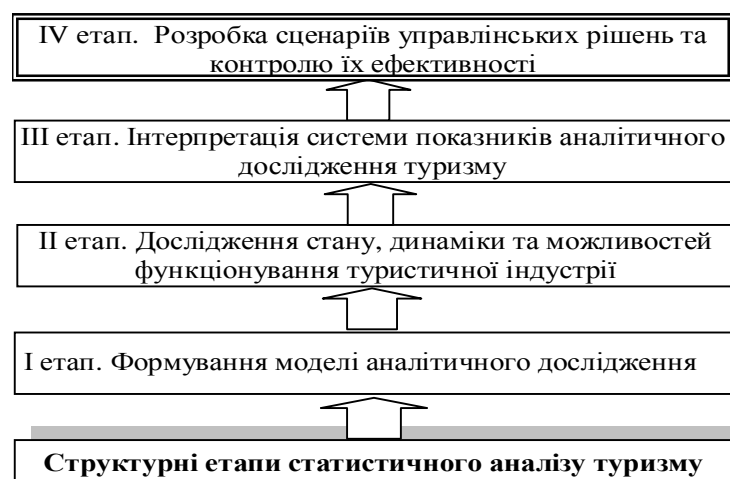 IV етап. Розробка сценаріїв управлінських рішень та
контролю їх ефективності
III етап. Інтерпретація системи показників аналітичного
дослідження туризму
II етап. Дослідження стану, динаміки та можливостей
функціонування туристичної індустрії
I етап. Формування моделі аналітичного дослідження
Структурні етапи статистичного аналізу туризму